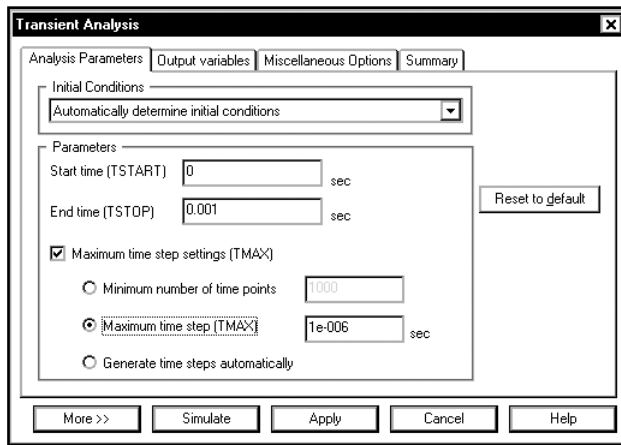 Transient Analysis
Analysis Parameters Output variables Miscellaneous Options Summary
Initial Conditions
Automatically determine initial conditions
Parameters
Start time (TSTART) 0 sec
End time (TSTOP) 0.001 sec
Reset to default
Maximum time step settings (TMAX)
Minimum number of time points 1000
Maximum time step (TMAX) 1e-006 sec
Generate time steps automatically
More >> Simulate Apply Cancel Help